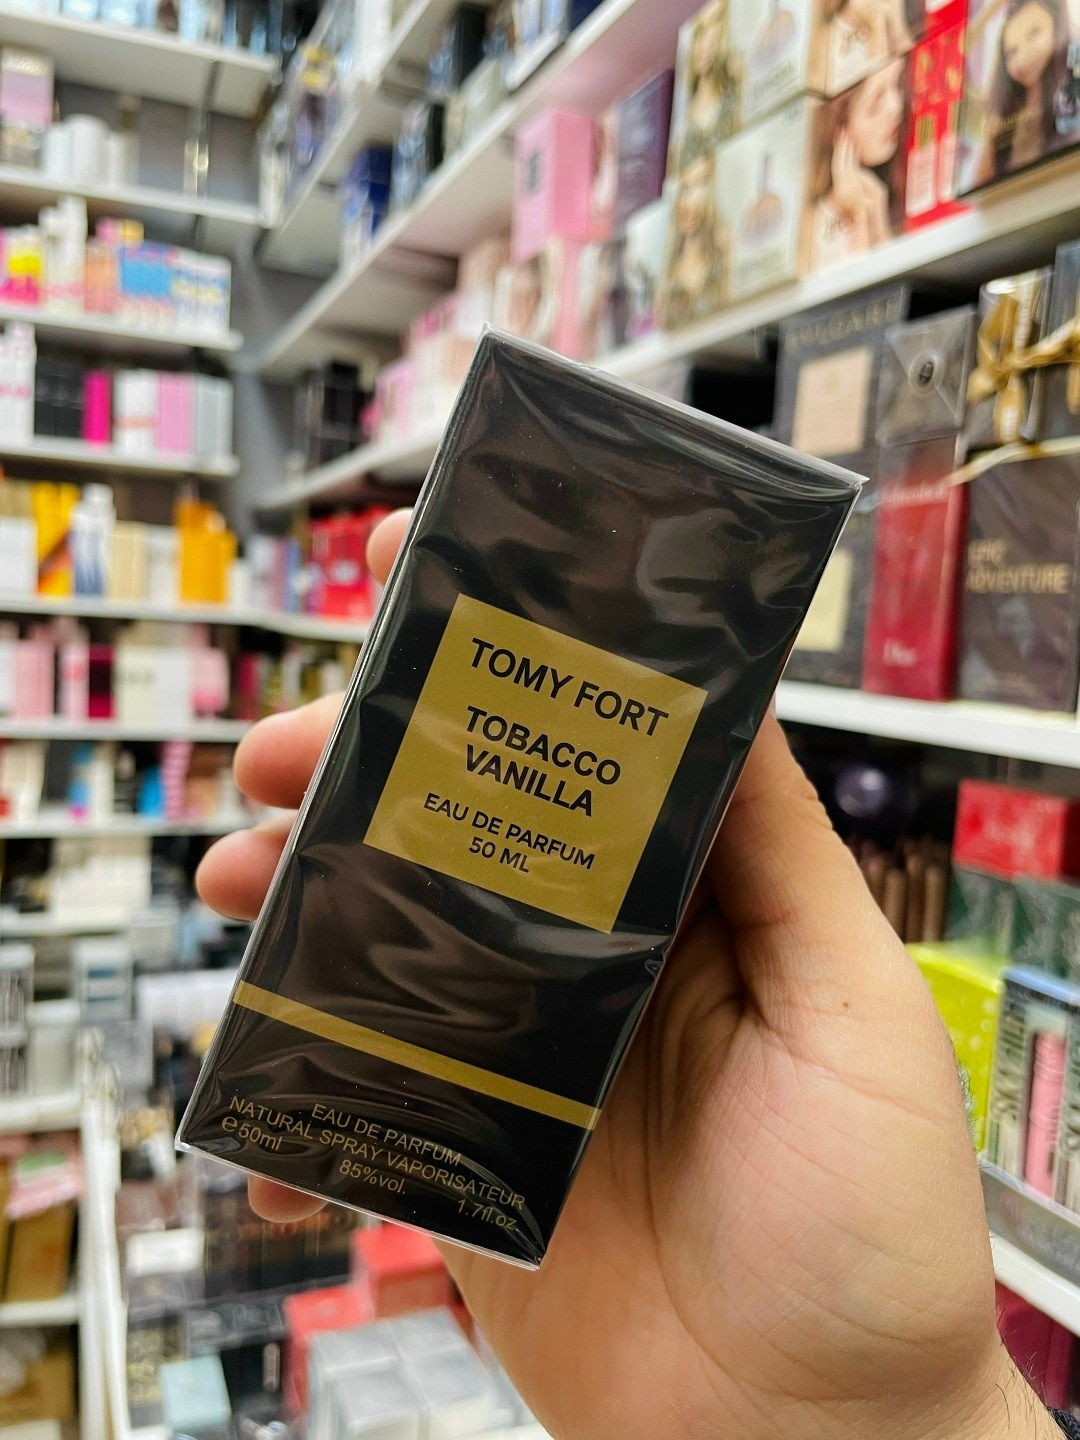 TOMY FORT
TOBACCO
VANILLA
EAU DE PARFUM
50 ML
EAU DE PARFUM
NATURAL SPRAY VAPORISATEUR
℮50ml 85%vol. 1.7fl.oz.
BVLGARI
EPIC
ADVENTURE
Dior